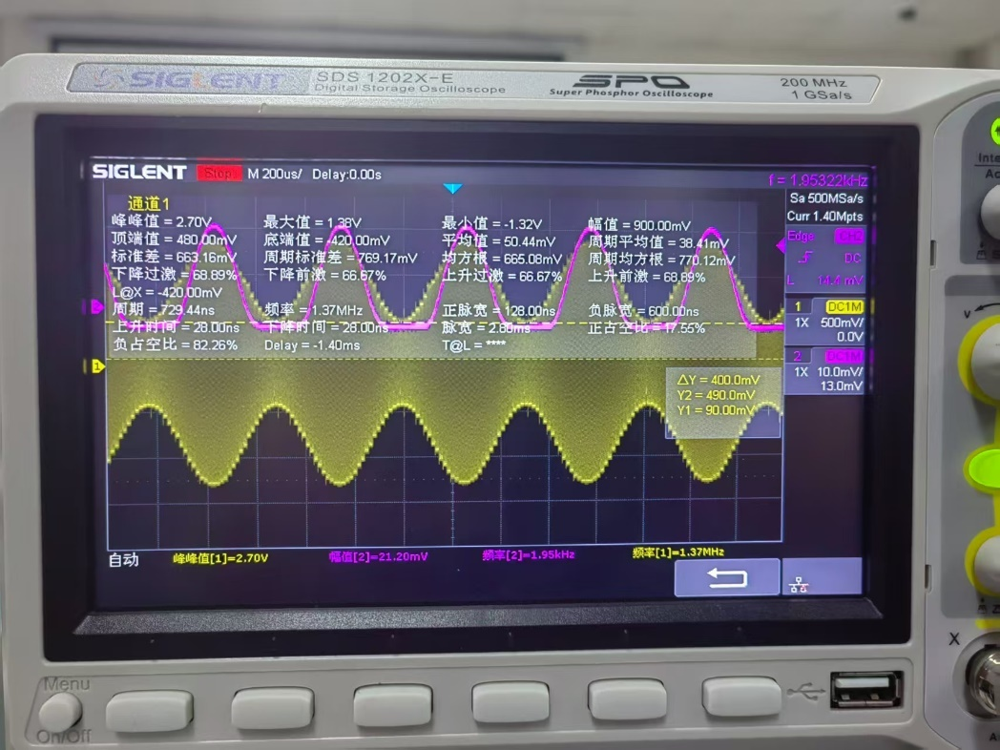 SIGLENT SDS 1202X-E SPO 200 MHz
Digital Storage Oscilloscope Super Phosphor Oscilloscope 1 GSa/s
SIGLENT Stop M 200us/ Delay:0.00s f = 1.95322kHz
Sa 500MSa/s
Curr 1.40Mpts
Edge CH2
DC
L 14.4 mV
1 DC1M
1X 500mV/
0.0V
2 DC1M
1X 10.0mV/
13.0mV
通道1
峰峰值 = 2.70V 最大值 = 1.38V 最小值 = -1.32V 幅值 = 900.00mV
顶端值 = 480.00mV 底端值 = -420.00mV 平均值 = 50.44mV 周期平均值 = 38.41mV
标准差 = 663.16mV 周期标准差 = 769.17mV 均方根 = 665.08mV 周期均方根 = 770.12mV
下降过激 = 68.89% 下降前激 = 66.67% 上升过激 = 66.67% 上升前激 = 68.89%
L@X = -420.00mV
周期 = 729.44ns 频率 = 1.37MHz 正脉宽 = 128.00ns 负脉宽 = 600.00ns
上升时间 = 28.00ns 下降时间 = 28.00ns 脉宽 = 2.80ms 正占空比 = 17.55%
负占空比 = 82.26% Delay = -1.40ms T@L = ****
1
ΔY = 400.0mV
Y2 = 490.0mV
Y1 = 90.00mV
自动 峰峰值[1]=2.70V 幅值[2]=21.20mV 频率[2]=1.95kHz 频率[1]=1.37MHz
Menu
On/Off
X